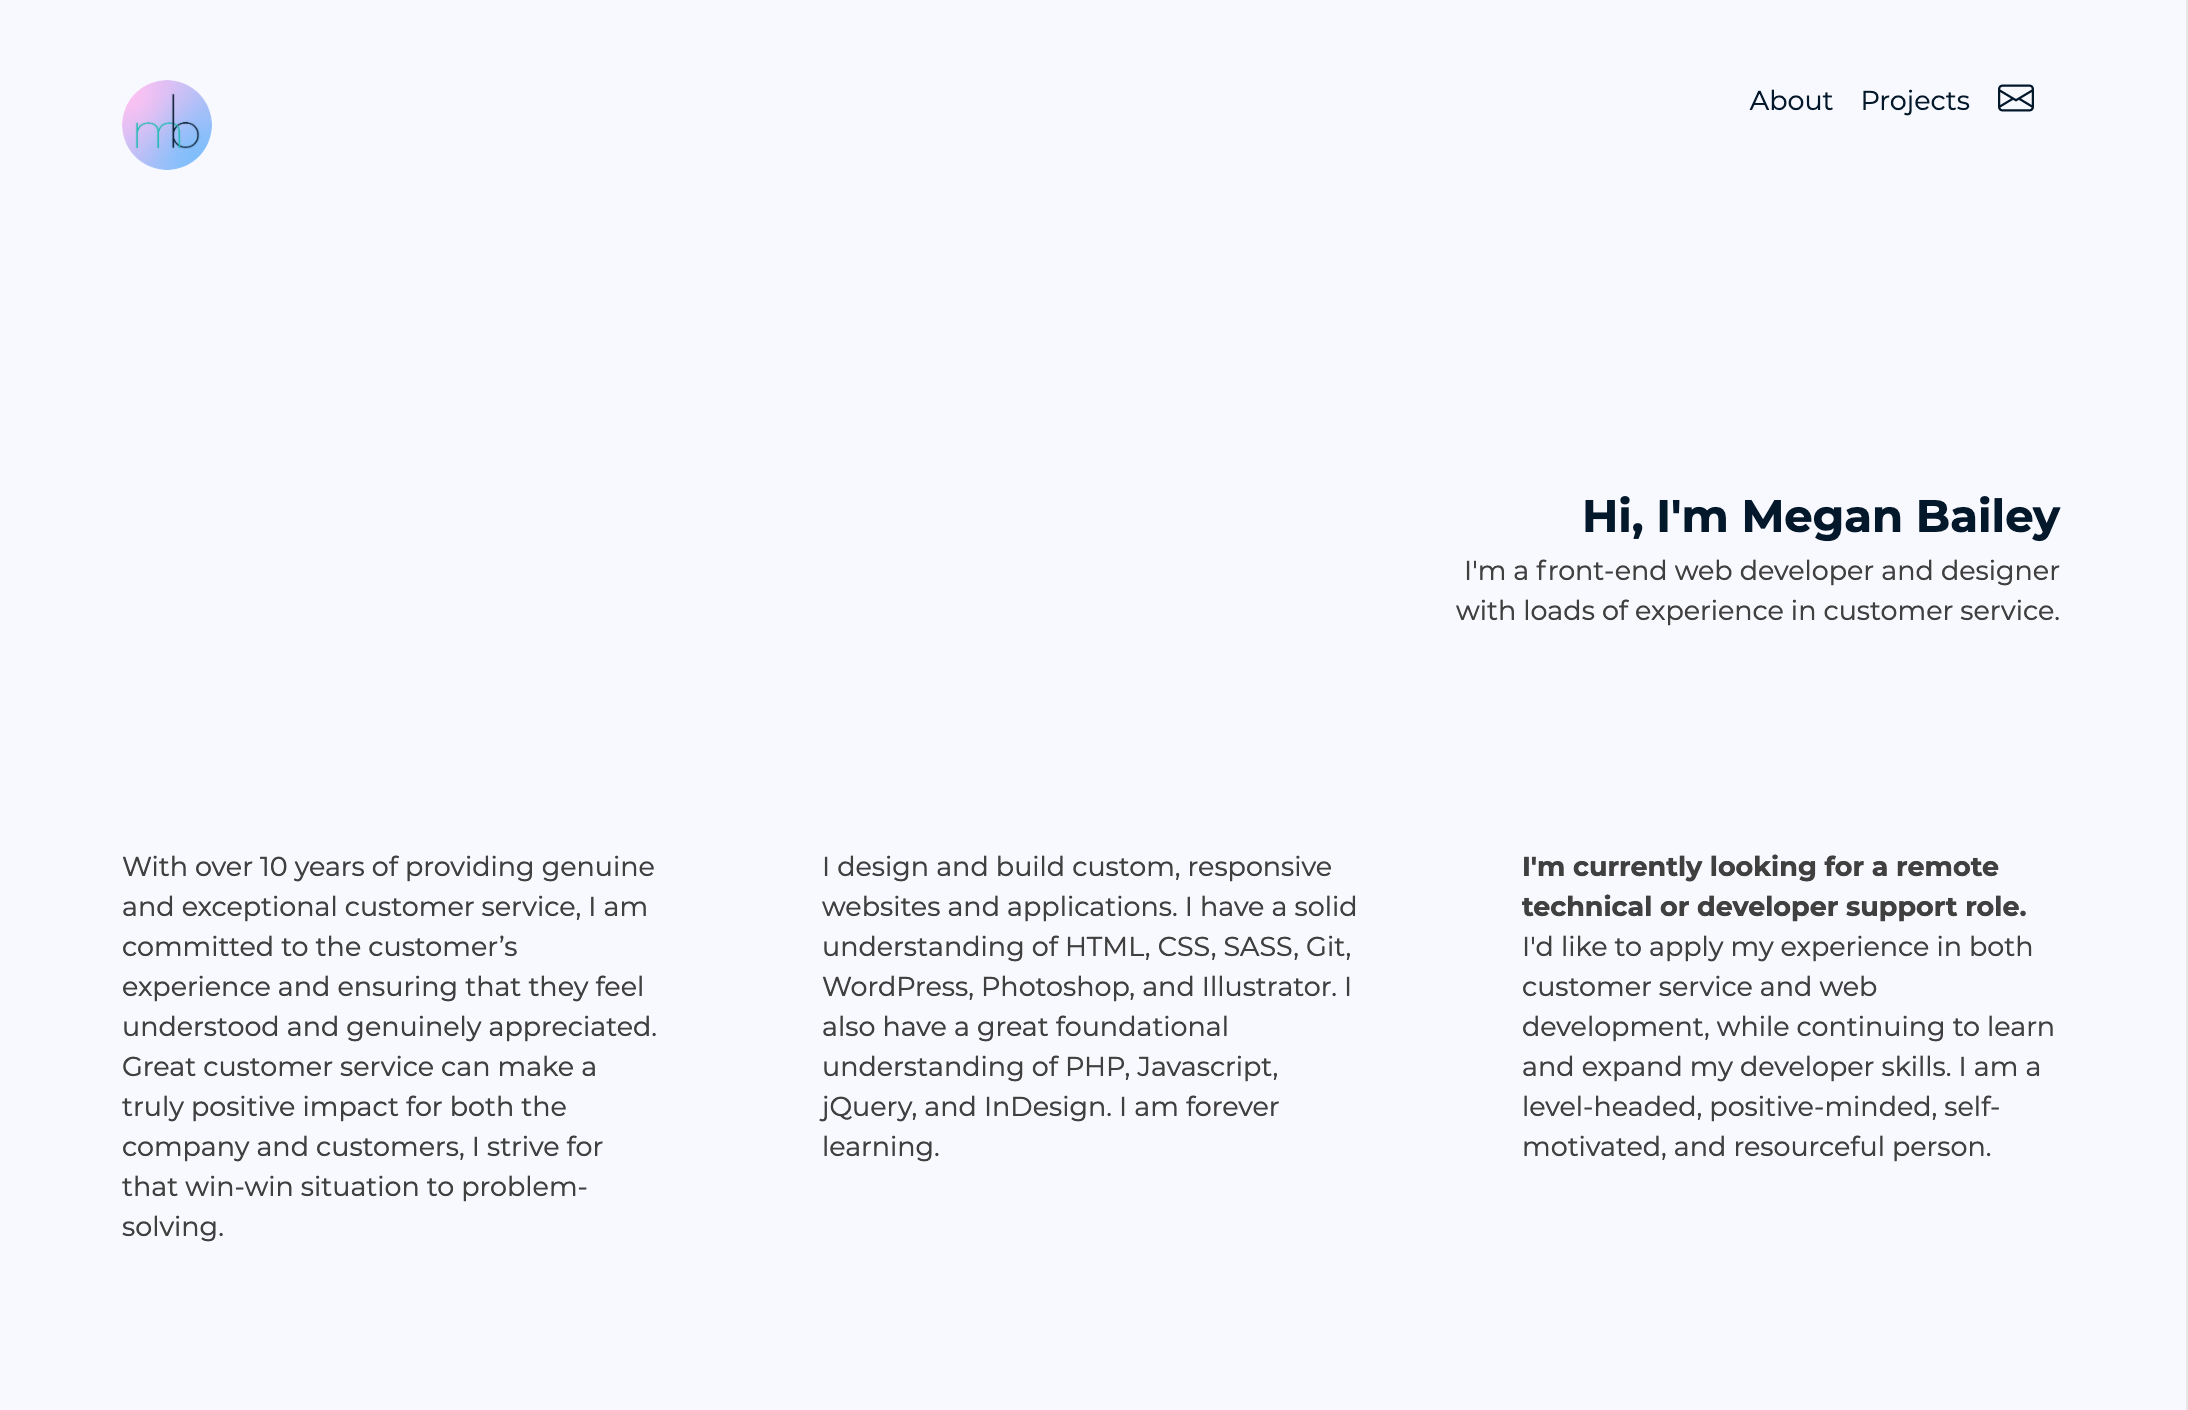 mb
About Projects
Hi, I'm Megan Bailey
I'm a front-end web developer and designer
with loads of experience in customer service.
With over 10 years of providing genuine
and exceptional customer service, I am
committed to the customer’s
experience and ensuring that they feel
understood and genuinely appreciated.
Great customer service can make a
truly positive impact for both the
company and customers, I strive for
that win-win situation to problem-
solving.
I design and build custom, responsive
websites and applications. I have a solid
understanding of HTML, CSS, SASS, Git,
WordPress, Photoshop, and Illustrator. I
also have a great foundational
understanding of PHP, Javascript,
jQuery, and InDesign. I am forever
learning.
I'm currently looking for a remote
technical or developer support role.
I'd like to apply my experience in both
customer service and web
development, while continuing to learn
and expand my developer skills. I am a
level-headed, positive-minded, self-
motivated, and resourceful person.